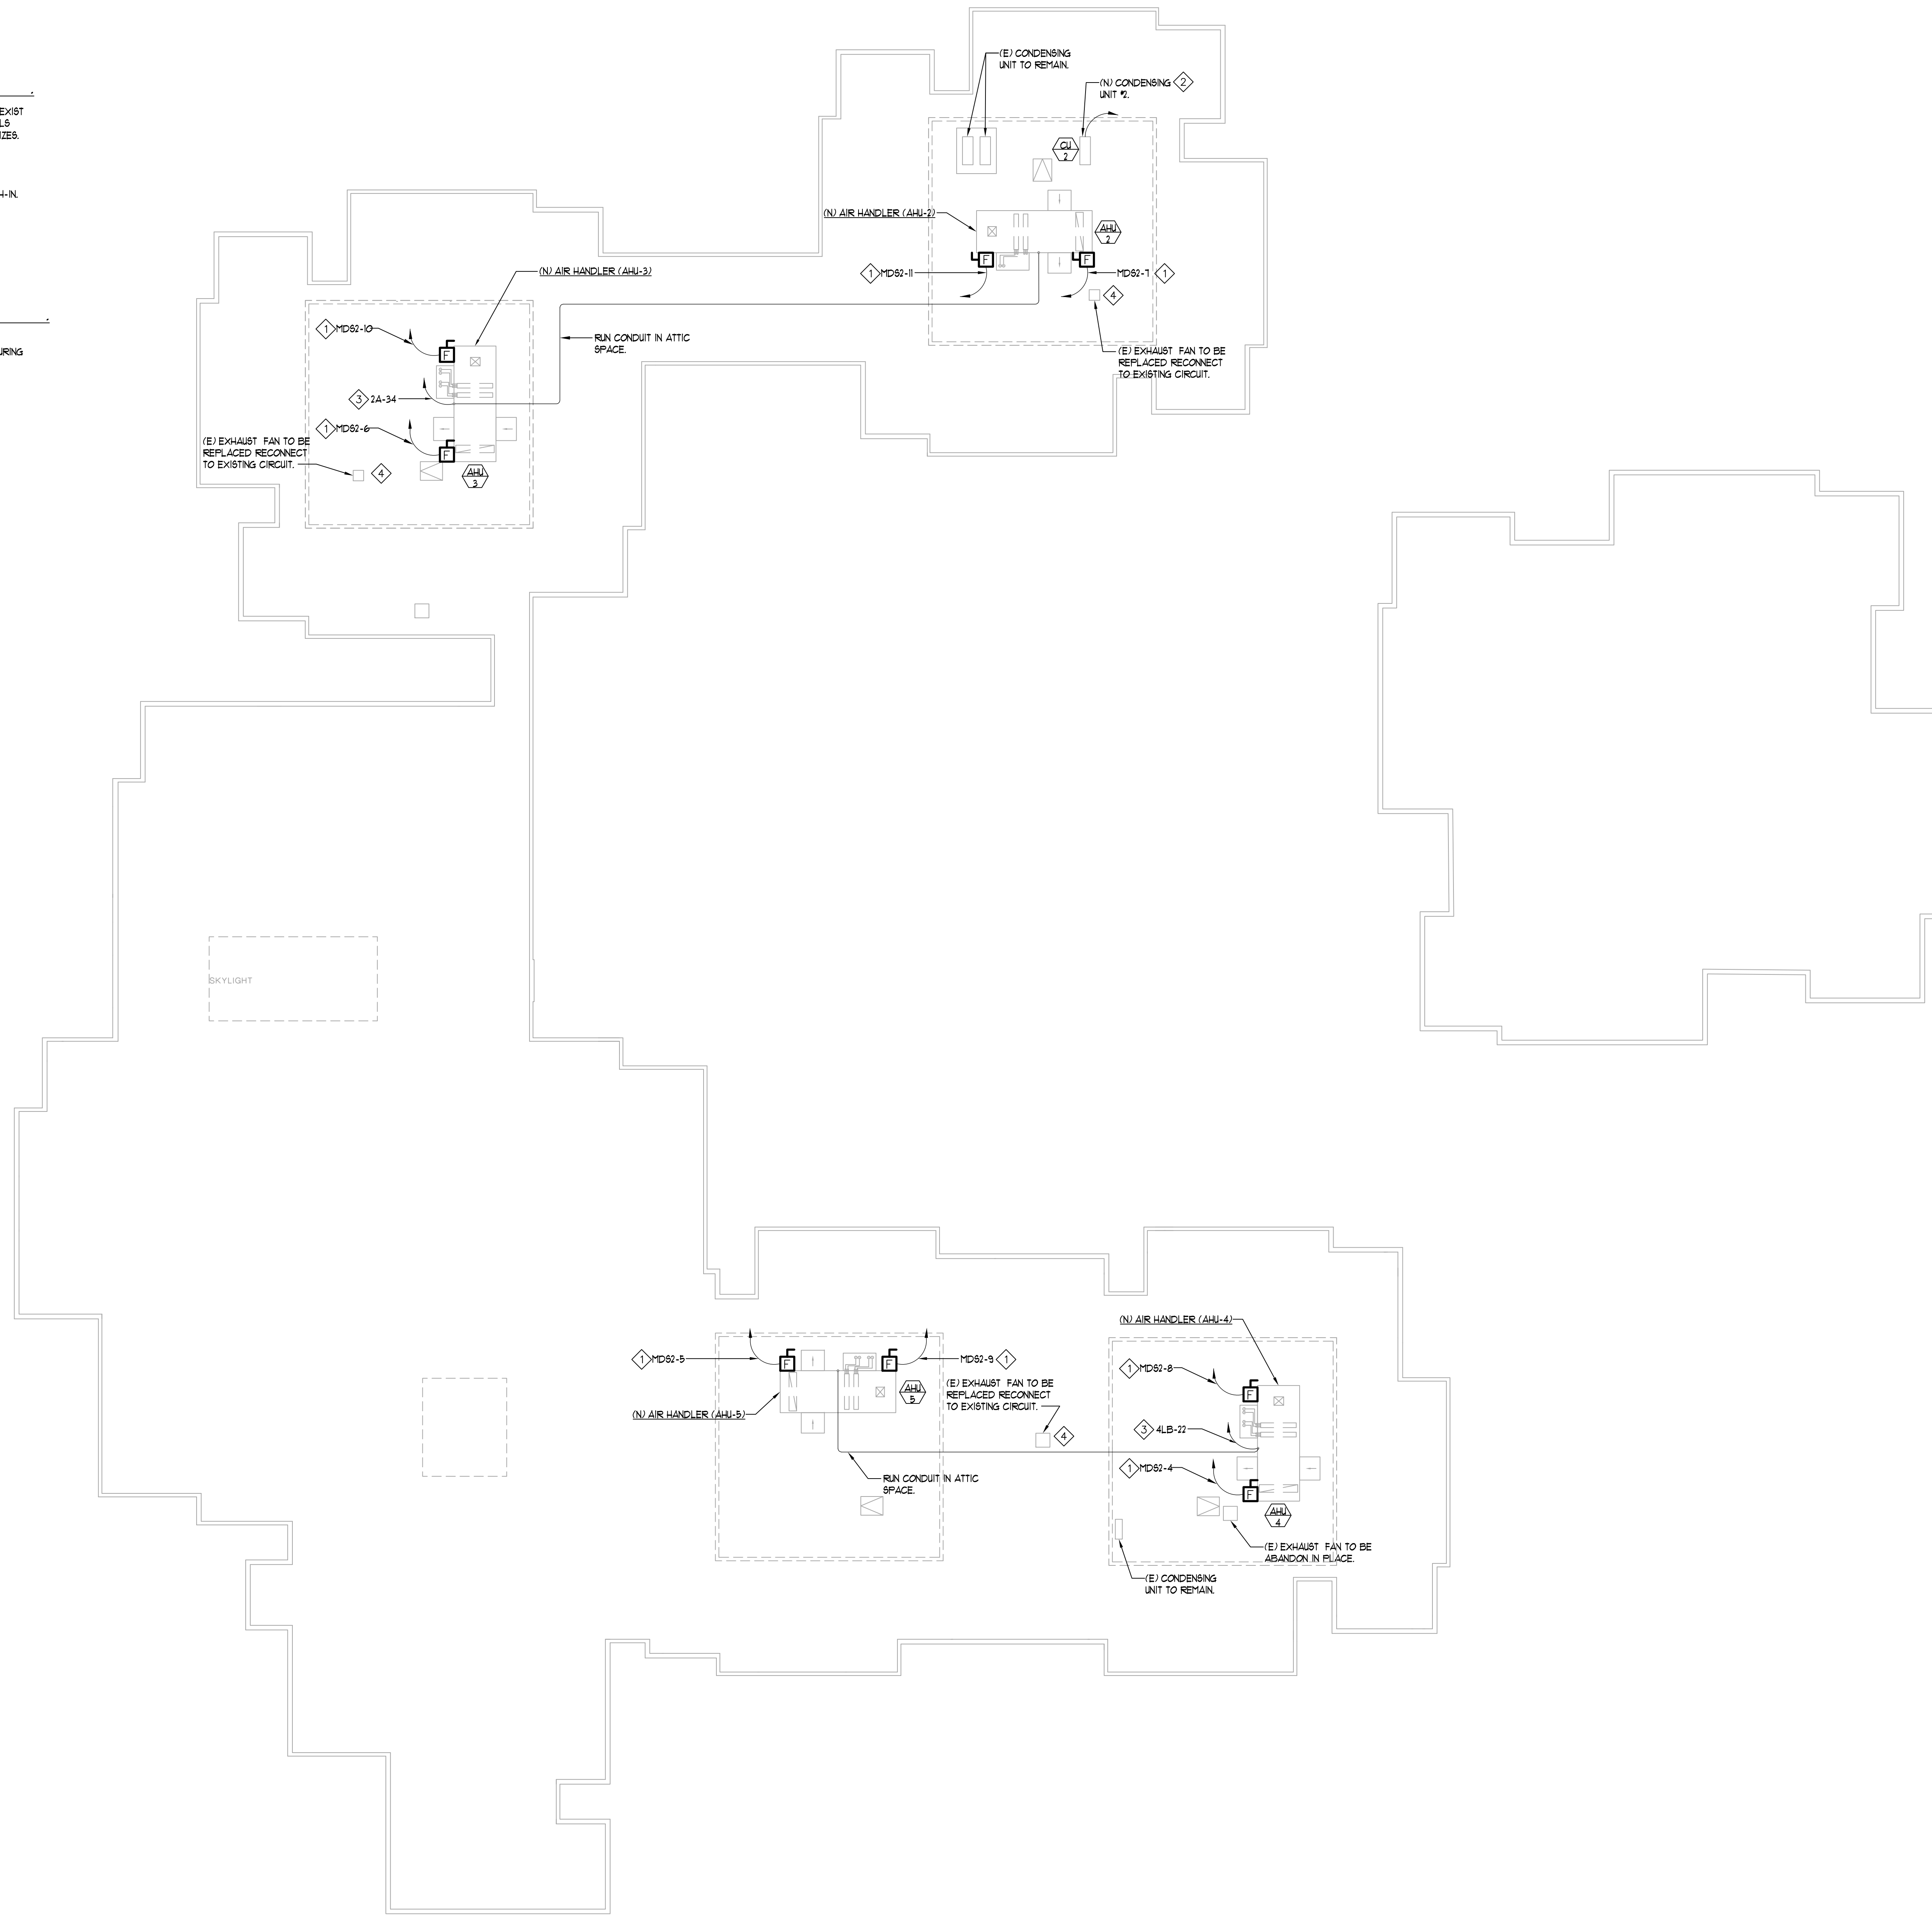 EXIST
LS
IZES.
H-IN.
URING
(E) CONDENSING
UNIT TO REMAIN.
(N) CONDENSING
UNIT #2.
2
CU
2
(N) AIR HANDLER (AHU-2)
AHU
2
F
F
1 MDS2-11
MDS2-7 1
4
(E) EXHAUST FAN TO BE
REPLACED RECONNECT
TO EXISTING CIRCUIT.
(N) AIR HANDLER (AHU-3)
1 MDS2-10
F
RUN CONDUIT IN ATTIC
SPACE.
3 2A-34
1 MDS2-6
F
(E) EXHAUST FAN TO BE
REPLACED RECONNECT
TO EXISTING CIRCUIT.
4
AHU
3
SKYLIGHT
1 MDS2-5
F
F
MDS2-9 1
AHU
5
(N) AIR HANDLER (AHU-5)
(E) EXHAUST FAN TO BE
REPLACED RECONNECT
TO EXISTING CIRCUIT.
4
RUN CONDUIT IN ATTIC
SPACE.
(N) AIR HANDLER (AHU-4)
1 MDS2-8
F
3 4LB-22
1 MDS2-4
F
AHU
4
(E) EXHAUST FAN TO BE
ABANDON IN PLACE.
(E) CONDENSING
UNIT TO REMAIN.